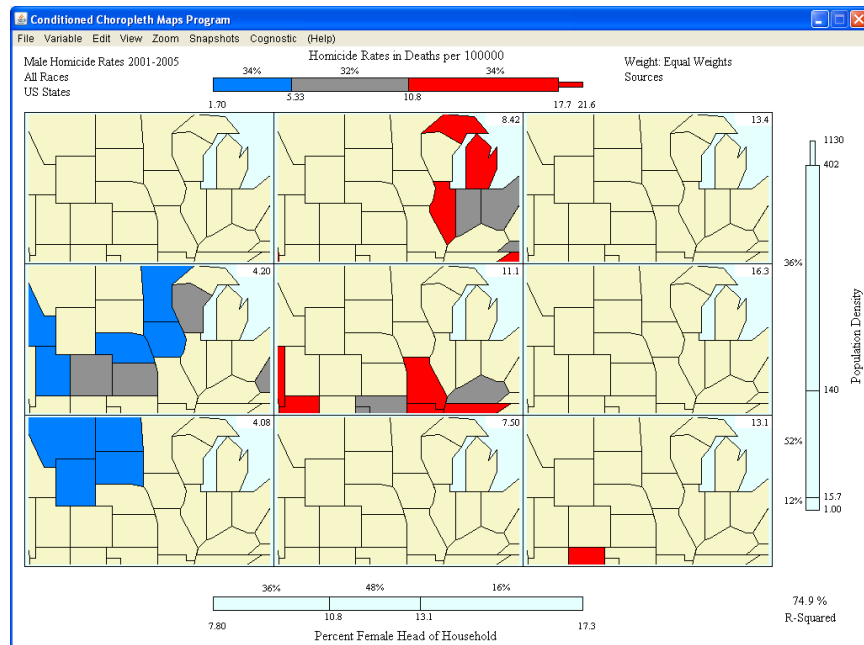 Conditioned Choropleth Maps Program
File Variable Edit View Zoom Snapshots Cognostic (Help)
Male Homicide Rates 2001-2005
All Races
US States
Homicide Rates in Deaths per 100000
34% 32% 34%
1.70 5.33 10.8 17.7 21.6
Weight: Equal Weights
Sources
8.42 13.4
4.20 11.1 16.3
4.08 7.50 13.1
1130
402
36%
140
52%
15.7
12%
1.00
Population Density
36% 48% 16%
7.80 10.8 13.1 17.3
Percent Female Head of Household
74.9 %
R-Squared